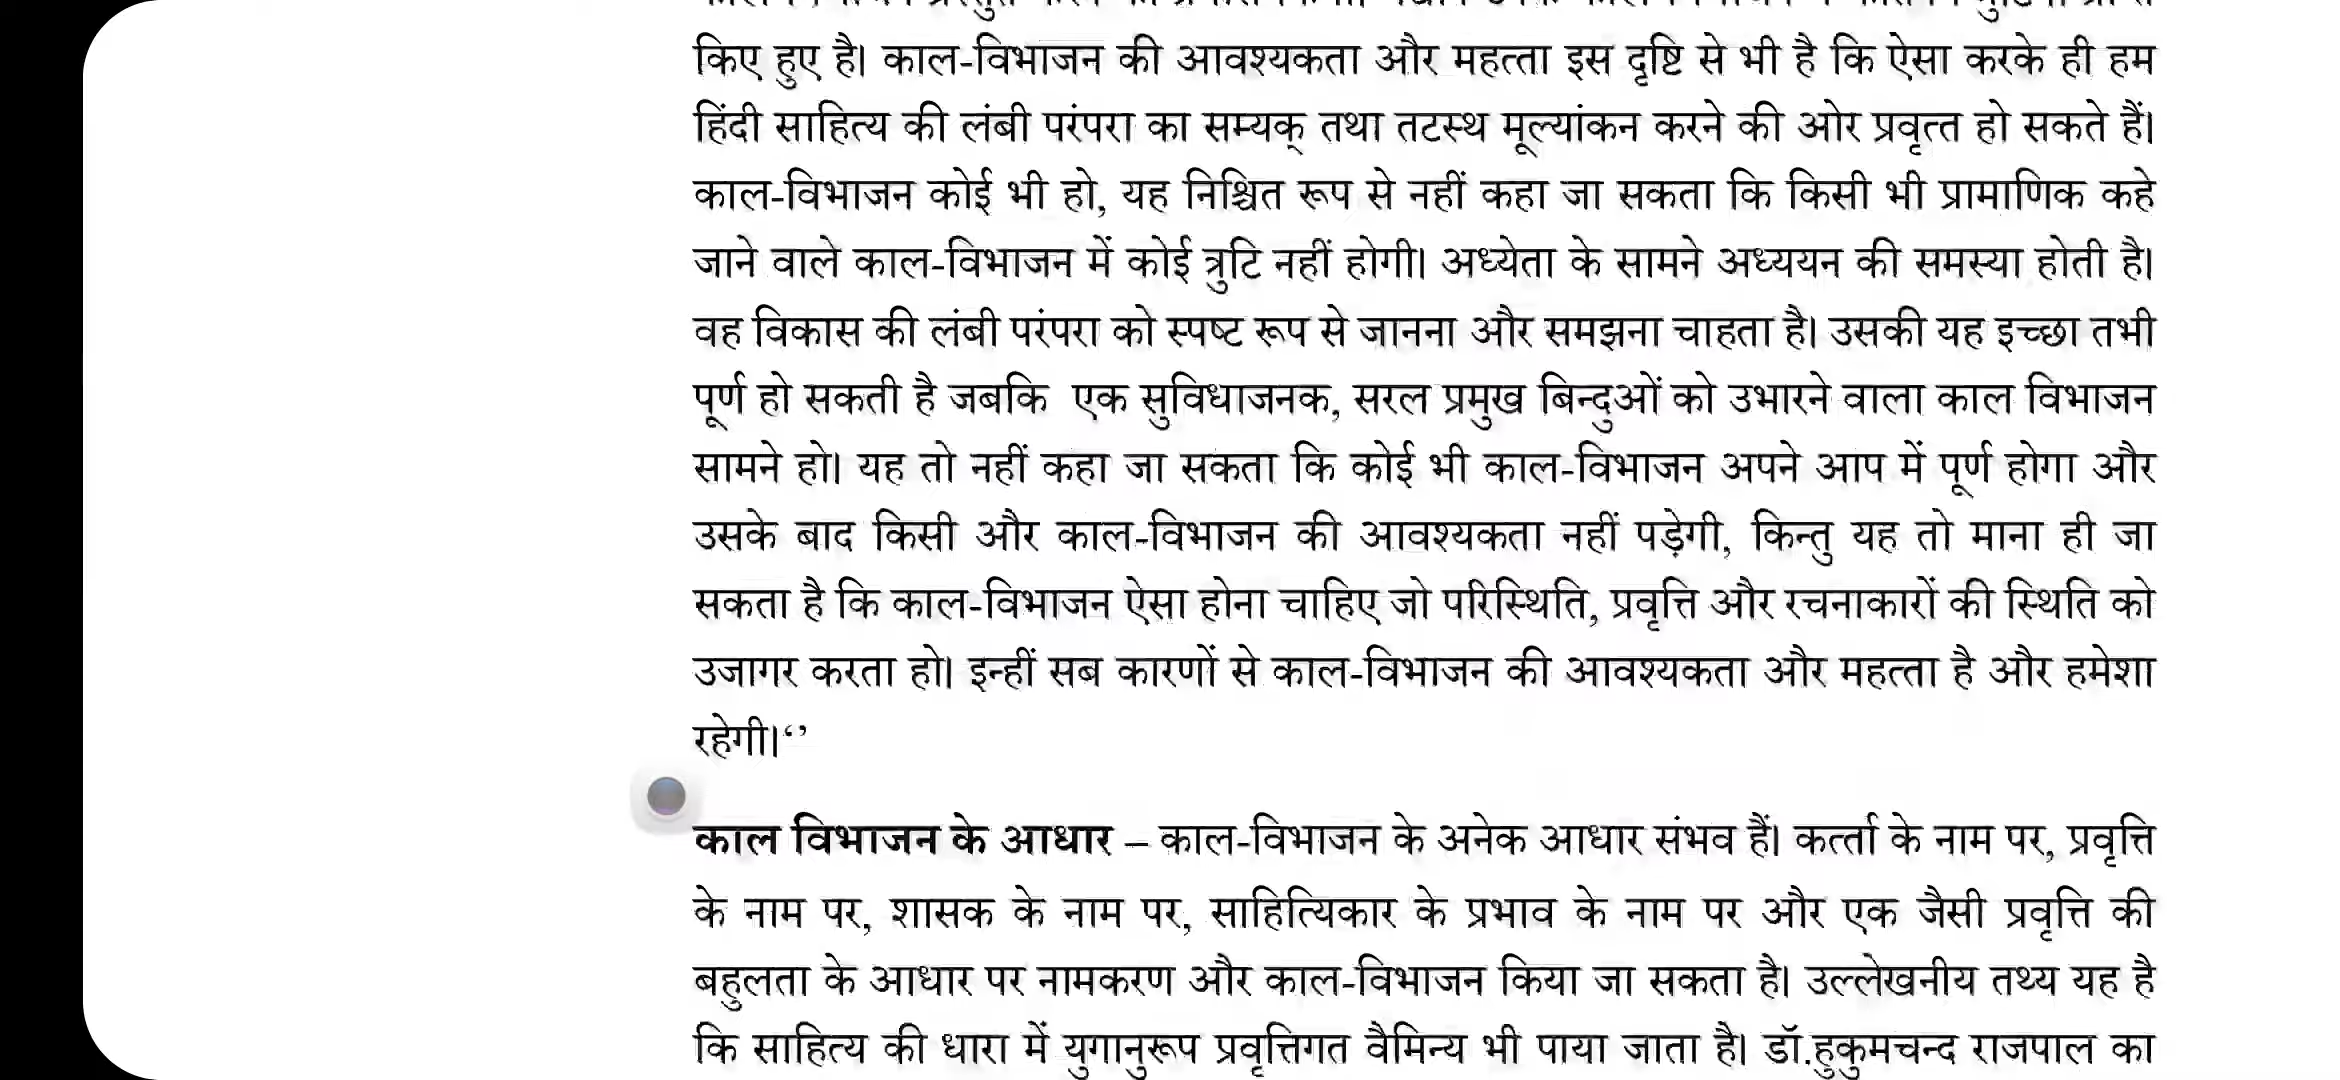 किए हुए है। काल-विभाजन की आवश्यकता और महत्ता इस दृष्टि से भी है कि ऐसा करके ही हम
हिंदी साहित्य की लंबी परंपरा का सम्यक् तथा तटस्थ मूल्यांकन करने की ओर प्रवृत्त हो सकते हैं।
काल-विभाजन कोई भी हो, यह निश्चित रूप से नहीं कहा जा सकता कि किसी भी प्रामाणिक कहे
जाने वाले काल-विभाजन में कोई त्रुटि नहीं होगी। अध्येता के सामने अध्ययन की समस्या होती है।
वह विकास की लंबी परंपरा को स्पष्ट रूप से जानना और समझना चाहता है। उसकी यह इच्छा तभी
पूर्ण हो सकती है जबकि एक सुविधाजनक, सरल प्रमुख बिन्दुओं को उभारने वाला काल विभाजन
सामने हो। यह तो नहीं कहा जा सकता कि कोई भी काल-विभाजन अपने आप में पूर्ण होगा और
उसके बाद किसी और काल-विभाजन की आवश्यकता नहीं पड़ेगी, किन्तु यह तो माना ही जा
सकता है कि काल-विभाजन ऐसा होना चाहिए जो परिस्थिति, प्रवृत्ति और रचनाकारों की स्थिति को
उजागर करता हो। इन्हीं सब कारणों से काल-विभाजन की आवश्यकता और महत्ता है और हमेशा
रहेगी।‘’
काल विभाजन के आधार – काल-विभाजन के अनेक आधार संभव हैं। कर्त्ता के नाम पर, प्रवृत्ति
के नाम पर, शासक के नाम पर, साहित्यिकार के प्रभाव के नाम पर और एक जैसी प्रवृत्ति की
बहुलता के आधार पर नामकरण और काल-विभाजन किया जा सकता है। उल्लेखनीय तथ्य यह है
कि साहित्य की धारा में युगानुरूप प्रवृत्तिगत वैमिन्य भी पाया जाता है। डॉ.हुकुमचन्द राजपाल का